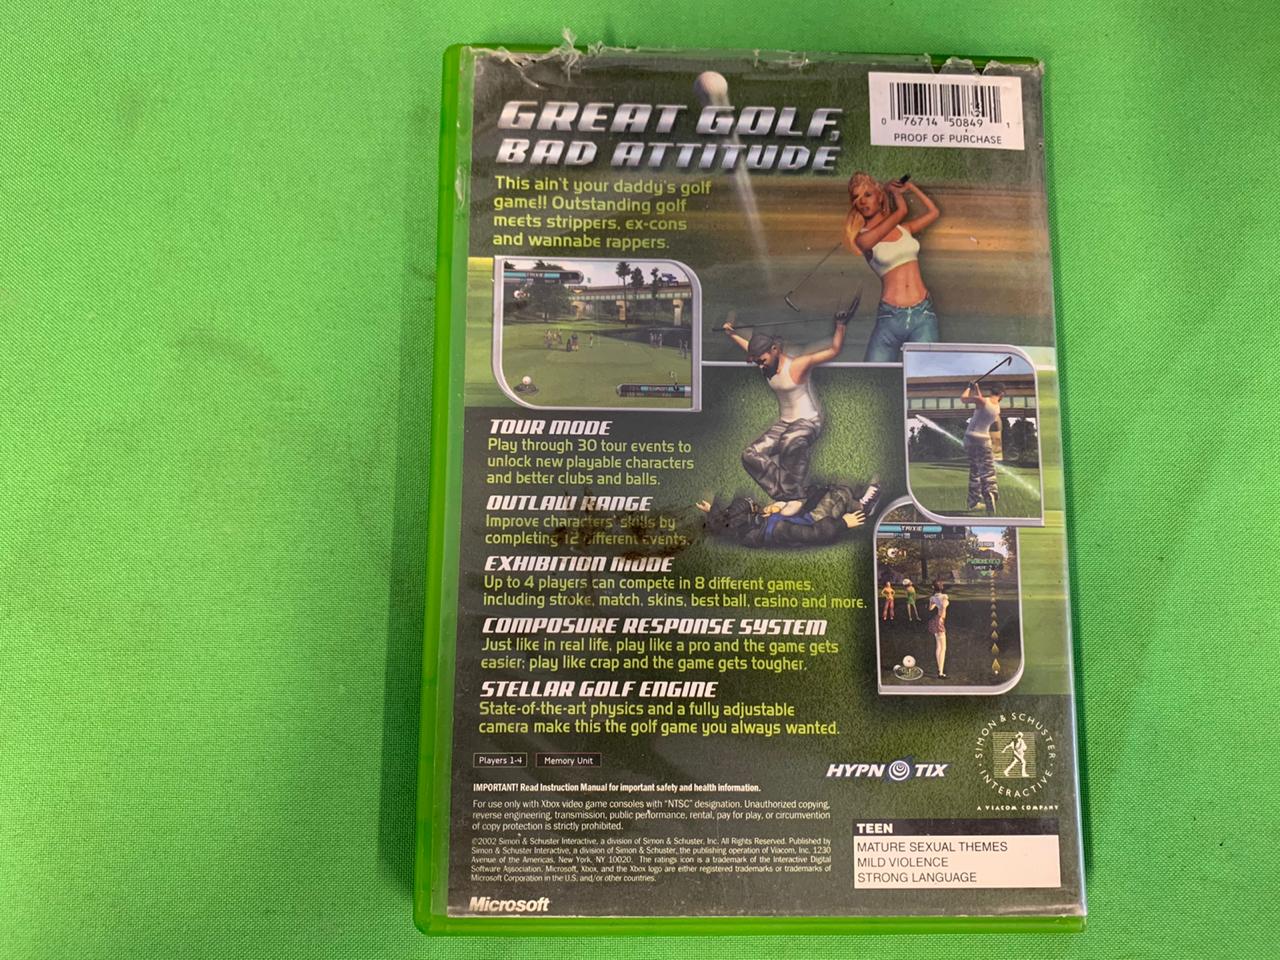 GREAT GOLF,
BAD ATTITUDE
0 76714 50849 1
PROOF OF PURCHASE
This ain't your daddy's golf
game!! Outstanding golf
meets strippers, ex-cons
and wannabe rappers.
TRIXIE
TOUR MODE
Play through 30 tour events to
unlock new playable characters
and better clubs and balls.
OUTLAW RANGE
Improve characters' skills by
completing 12 different events.
EXHIBITION MODE
Up to 4 players can compete in 8 different games,
including stroke, match, skins, best ball, casino and more.
COMPOSURE RESPONSE SYSTEM
Just like in real life, play like a pro and the game gets
easier; play like crap and the game gets tougher.
STELLAR GOLF ENGINE
State-of-the-art physics and a fully adjustable
camera make this the golf game you always wanted.
TRIXIE
SHOT 1
Players 1-4
Memory Unit
HYPNOTIX
SIMON & SCHUSTER
INTERACTIVE
A VIACOM COMPANY
IMPORTANT! Read Instruction Manual for important safety and health information.
For use only with Xbox video game consoles with "NTSC" designation. Unauthorized copying,
reverse engineering, transmission, public performance, rental, pay for play, or circumvention
of copy protection is strictly prohibited.
©2002 Simon & Schuster Interactive, a division of Simon & Schuster, Inc. All Rights Reserved. Published by
Simon & Schuster Interactive, a division of Simon & Schuster, the publishing operation of Viacom, Inc. 1230
Avenue of the Americas, New York, NY 10020. The ratings icon is a trademark of the Interactive Digital
Software Association. Microsoft, Xbox, and the Xbox logo are either registered trademarks or trademarks of
Microsoft Corporation in the U.S. and/or other countries.
TEEN
MATURE SEXUAL THEMES
MILD VIOLENCE
STRONG LANGUAGE
Microsoft